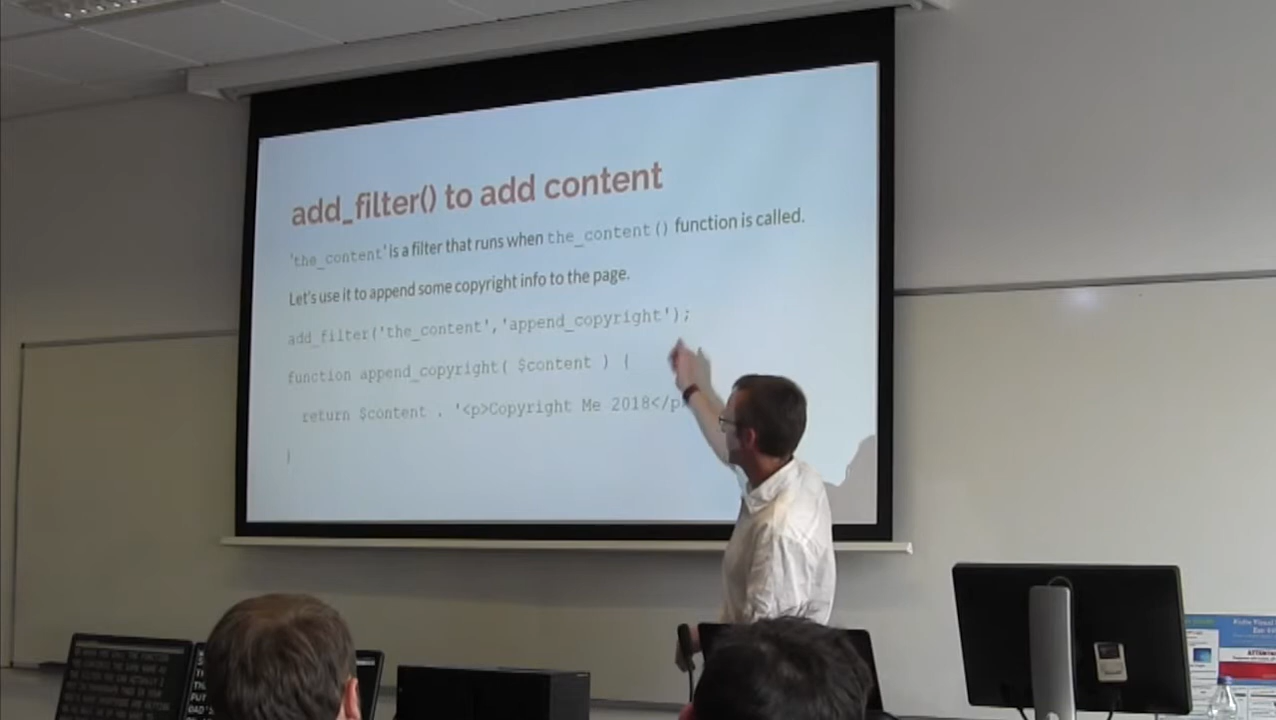 add_filter() to add content
'the_content' is a filter that runs when the_content() function is called.
Let's use it to append some copyright info to the page.
add_filter('the_content','append_copyright');
function append_copyright( $content ) {
return $content . '<p>Copyright Me 2018</p
}